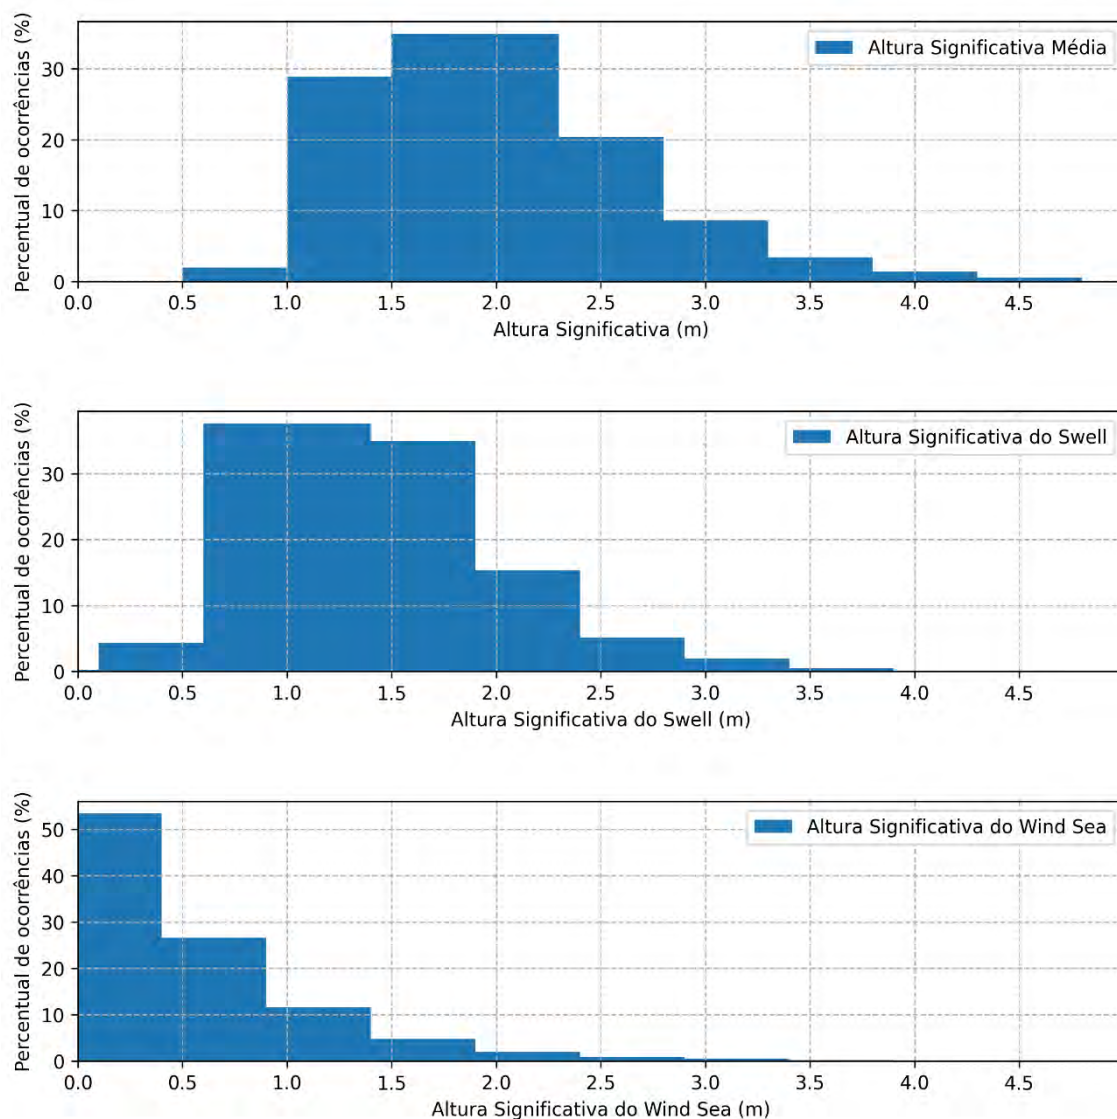 Percentual de ocorrências (%)
Altura Significativa Média
30
20
10
0
0.0 0.5 1.0 1.5 2.0 2.5 3.0 3.5 4.0 4.5
Altura Significativa (m)
Percentual de ocorrências (%)
Altura Significativa do Swell
30
20
10
0
0.0 0.5 1.0 1.5 2.0 2.5 3.0 3.5 4.0 4.5
Altura Significativa do Swell (m)
Percentual de ocorrências (%)
Altura Significativa do Wind Sea
50
40
30
20
10
0
0.0 0.5 1.0 1.5 2.0 2.5 3.0 3.5 4.0 4.5
Altura Significativa do Wind Sea (m)